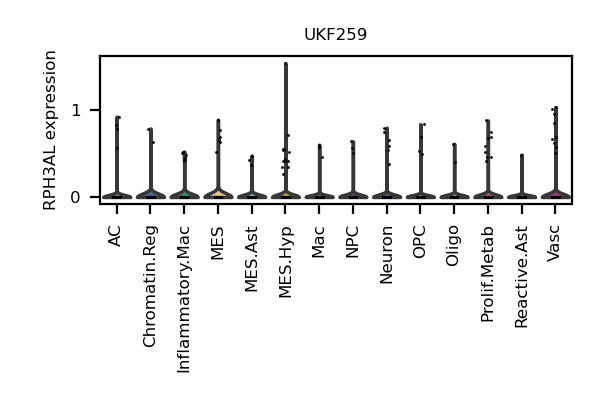 UKF259
RPH3AL expression
1
0
AC
Chromatin.Reg
Inflammatory.Mac
MES
MES.Ast
MES.Hyp
Mac
NPC
Neuron
OPC
Oligo
Prolif.Metab
Reactive.Ast
Vasc